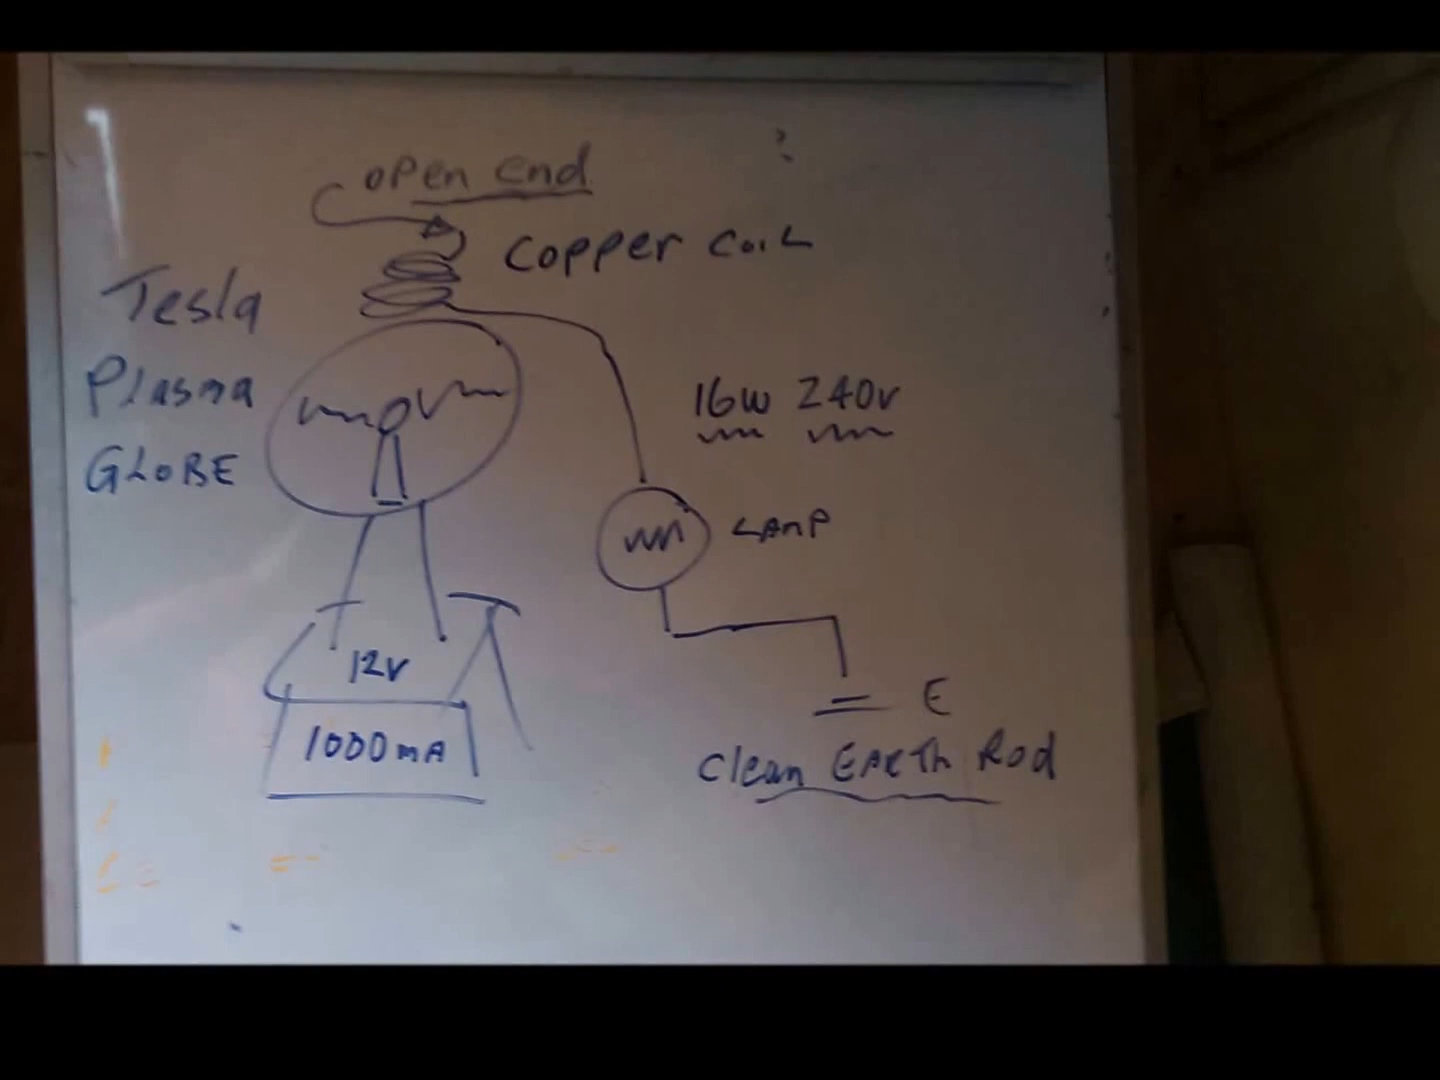 open end
copper coil
Tesla
Plasma
GLOBE
16w 240v
LAMP
12v
1000mA
E
Clean EARTH Rod